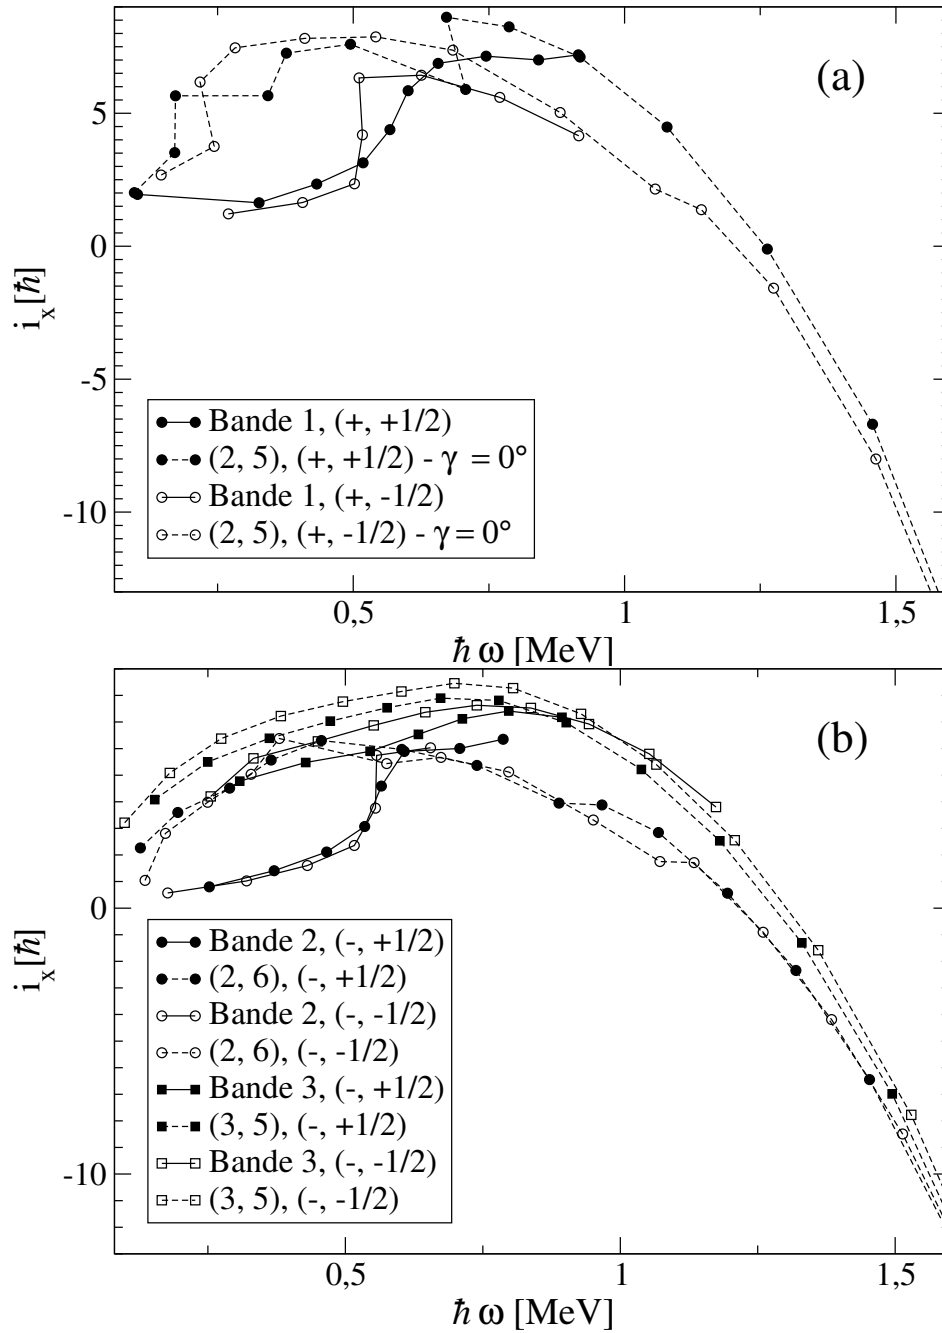 (a)
5
0
-5
-10
i_x[ℏ]
Bande 1, (+, +1/2)
(2, 5), (+, +1/2) - γ = 0°
Bande 1, (+, -1/2)
(2, 5), (+, -1/2) - γ = 0°
0,5 1 1,5
ℏ ω [MeV]
(b)
0
-10
i_x[ℏ]
Bande 2, (-, +1/2)
(2, 6), (-, +1/2)
Bande 2, (-, -1/2)
(2, 6), (-, -1/2)
Bande 3, (-, +1/2)
(3, 5), (-, +1/2)
Bande 3, (-, -1/2)
(3, 5), (-, -1/2)
0,5 1 1,5
ℏ ω [MeV]